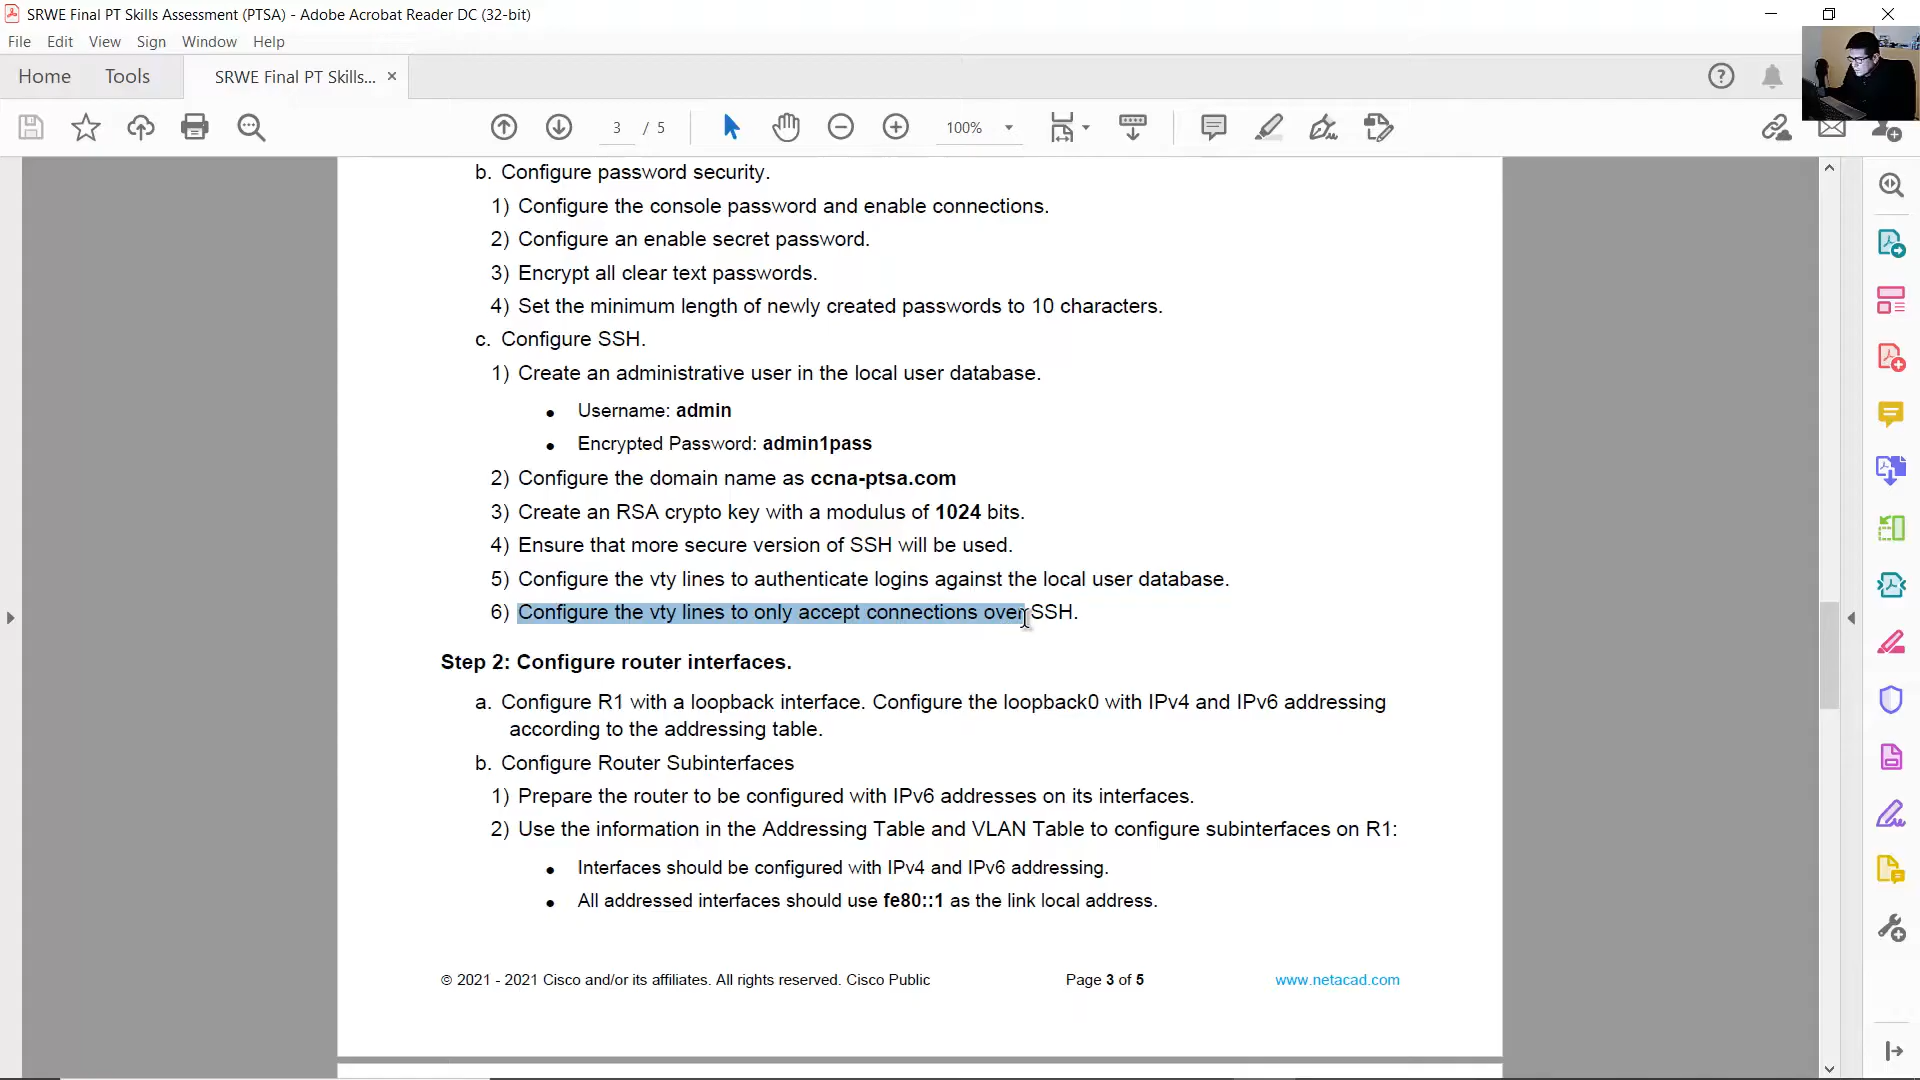 SRWE Final PT Skills Assessment (PTSA) - Adobe Acrobat Reader DC (32-bit)
File Edit View Sign Window Help
Home Tools SRWE Final PT Skills... ×
3 / 5 100%
b. Configure password security.
1) Configure the console password and enable connections.
2) Configure an enable secret password.
3) Encrypt all clear text passwords.
4) Set the minimum length of newly created passwords to 10 characters.
c. Configure SSH.
1) Create an administrative user in the local user database.
• Username: admin
• Encrypted Password: admin1pass
2) Configure the domain name as ccna-ptsa.com
3) Create an RSA crypto key with a modulus of 1024 bits.
4) Ensure that more secure version of SSH will be used.
5) Configure the vty lines to authenticate logins against the local user database.
6) Configure the vty lines to only accept connections over SSH.
Step 2: Configure router interfaces.
a. Configure R1 with a loopback interface. Configure the loopback0 with IPv4 and IPv6 addressing
according to the addressing table.
b. Configure Router Subinterfaces
1) Prepare the router to be configured with IPv6 addresses on its interfaces.
2) Use the information in the Addressing Table and VLAN Table to configure subinterfaces on R1:
• Interfaces should be configured with IPv4 and IPv6 addressing.
• All addressed interfaces should use fe80::1 as the link local address.
© 2021 - 2021 Cisco and/or its affiliates. All rights reserved. Cisco Public Page 3 of 5 www.netacad.com